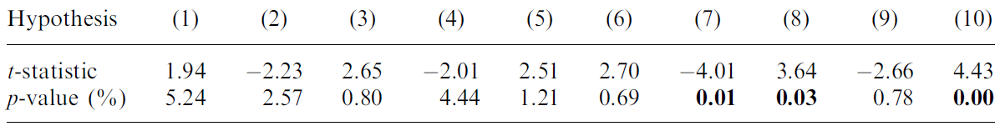 Hypothesis (1) (2) (3) (4) (5) (6) (7) (8) (9) (10)
t-statistic 1.94 −2.23 2.65 −2.01 2.51 2.70 −4.01 3.64 −2.66 4.43
p-value (%) 5.24 2.57 0.80 4.44 1.21 0.69 0.01 0.03 0.78 0.00